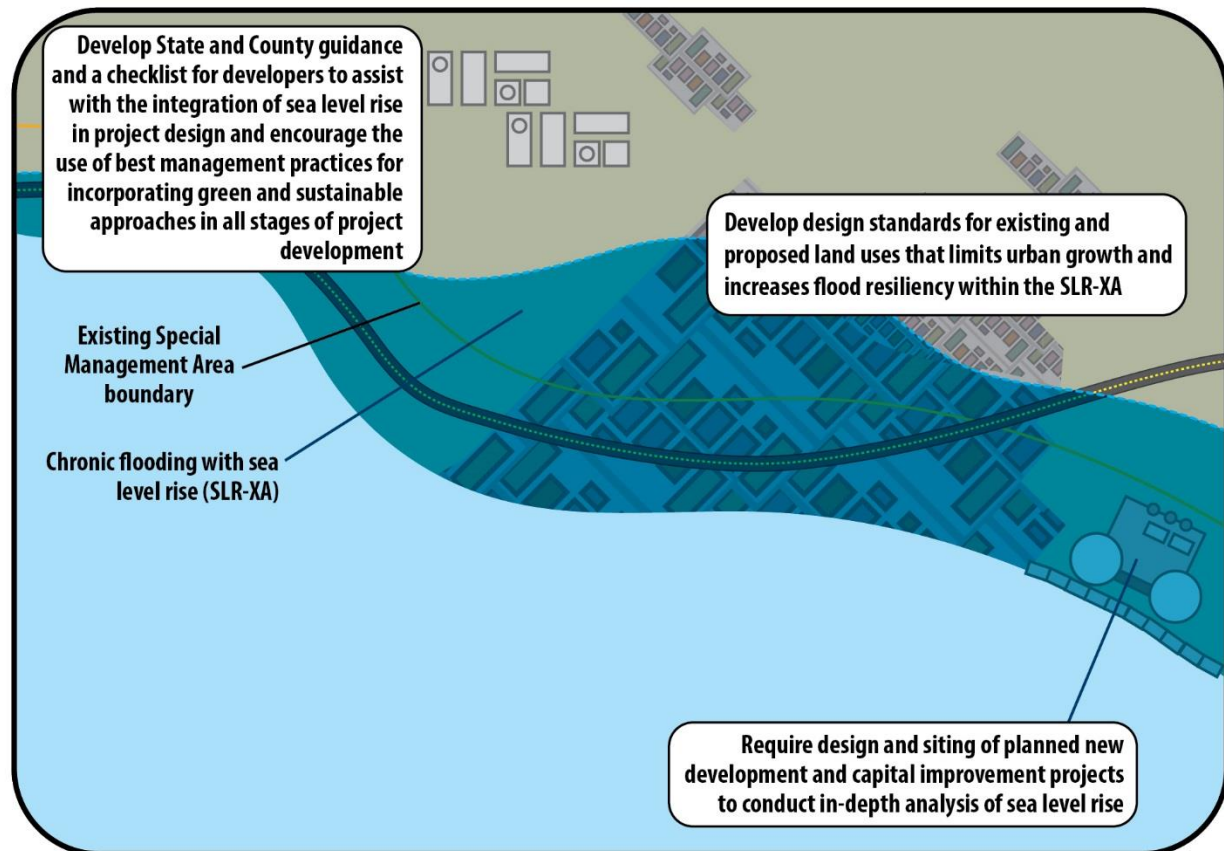 Develop State and County guidance
and a checklist for developers to assist
with the integration of sea level rise
in project design and encourage the
use of best management practices for
incorporating green and sustainable
approaches in all stages of project
development
Develop design standards for existing and
proposed land uses that limits urban growth and
increases flood resiliency within the SLR-XA
Existing Special
Management Area
boundary
Chronic flooding with sea
level rise (SLR-XA)
Require design and siting of planned new
development and capital improvement projects
to conduct in-depth analysis of sea level rise